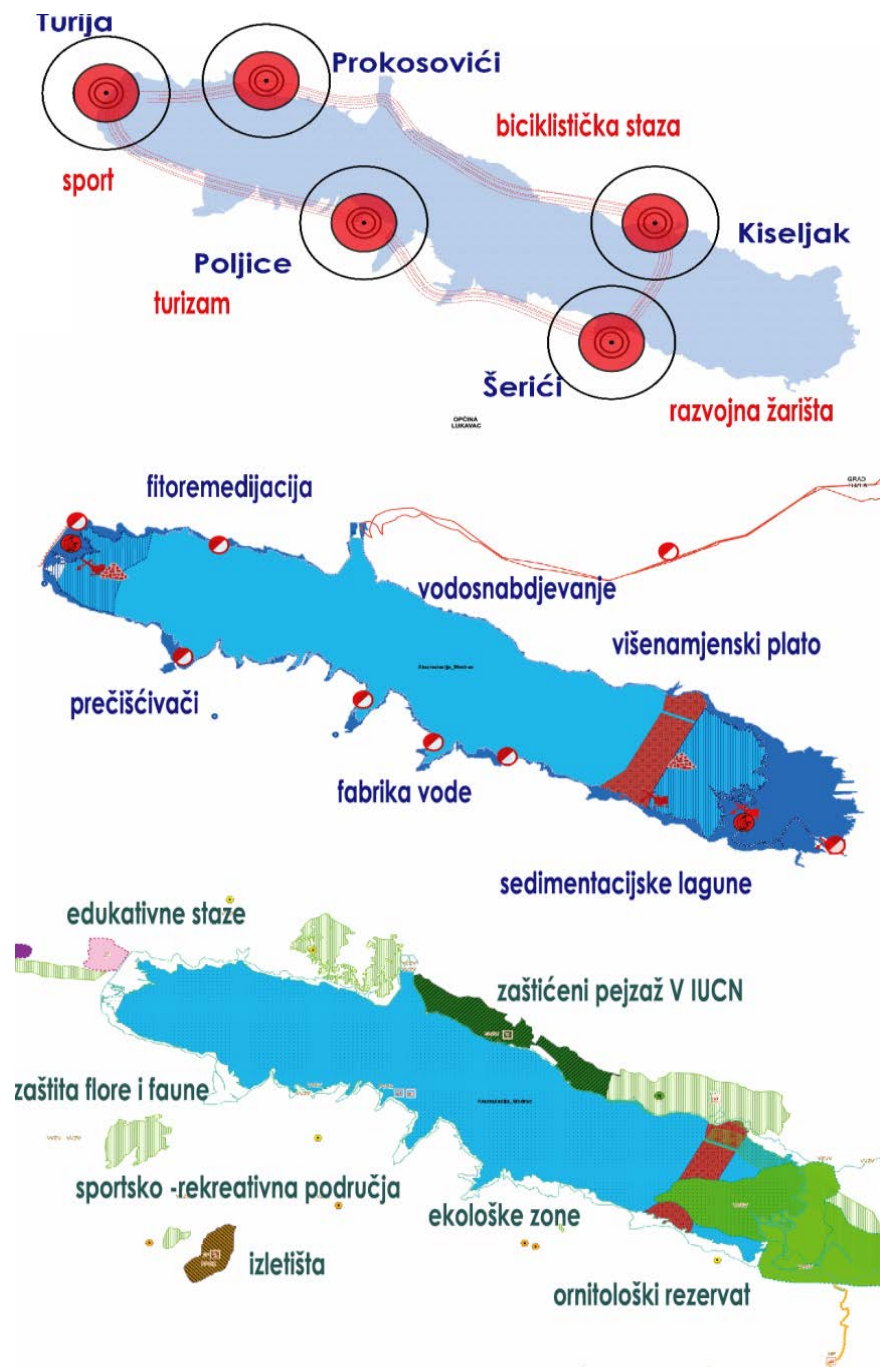 Turija
Prokosovići
biciklistička staza
sport
Kiseljak
Poljice
turizam
Šerići
razvojna žarišta
OPĆINA
LUKAVAC
fitoremedijacija
GRAD
vodosnabdjevanje
višenamjenski plato
prečišćivači
fabrika vode
sedimentacijske lagune
edukativne staze
zaštićeni pejzaž V IUCN
zaštita flore i faune
sportsko -rekreativna područja
ekološke zone
izletišta
ornitološki rezervat